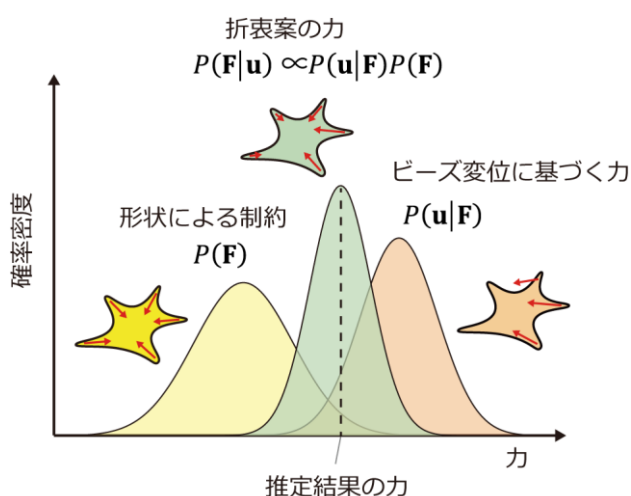 折衷案の力
P(F|u) ∝P(u|F)P(F)
ビーズ変位に基づく力
P(u|F)
形状による制約
P(F)
確率密度
力
推定結果の力